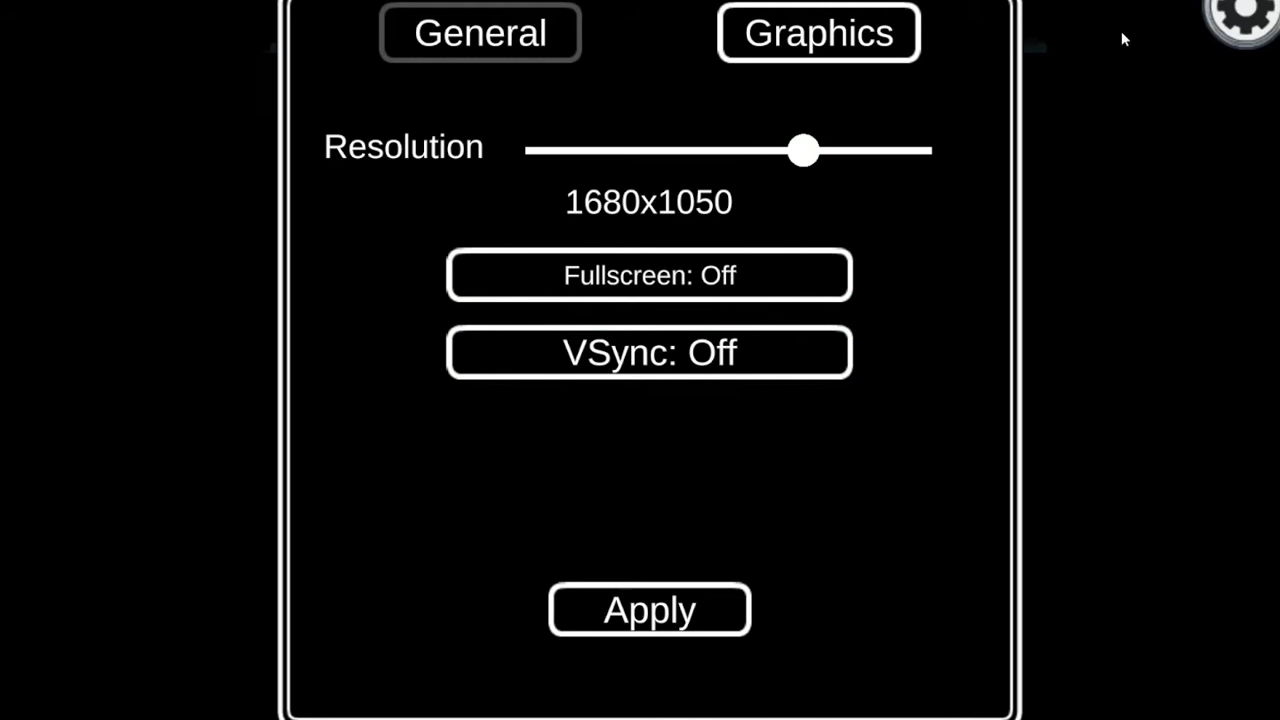 General
Graphics
Resolution
1680x1050
Fullscreen: Off
VSync: Off
Apply